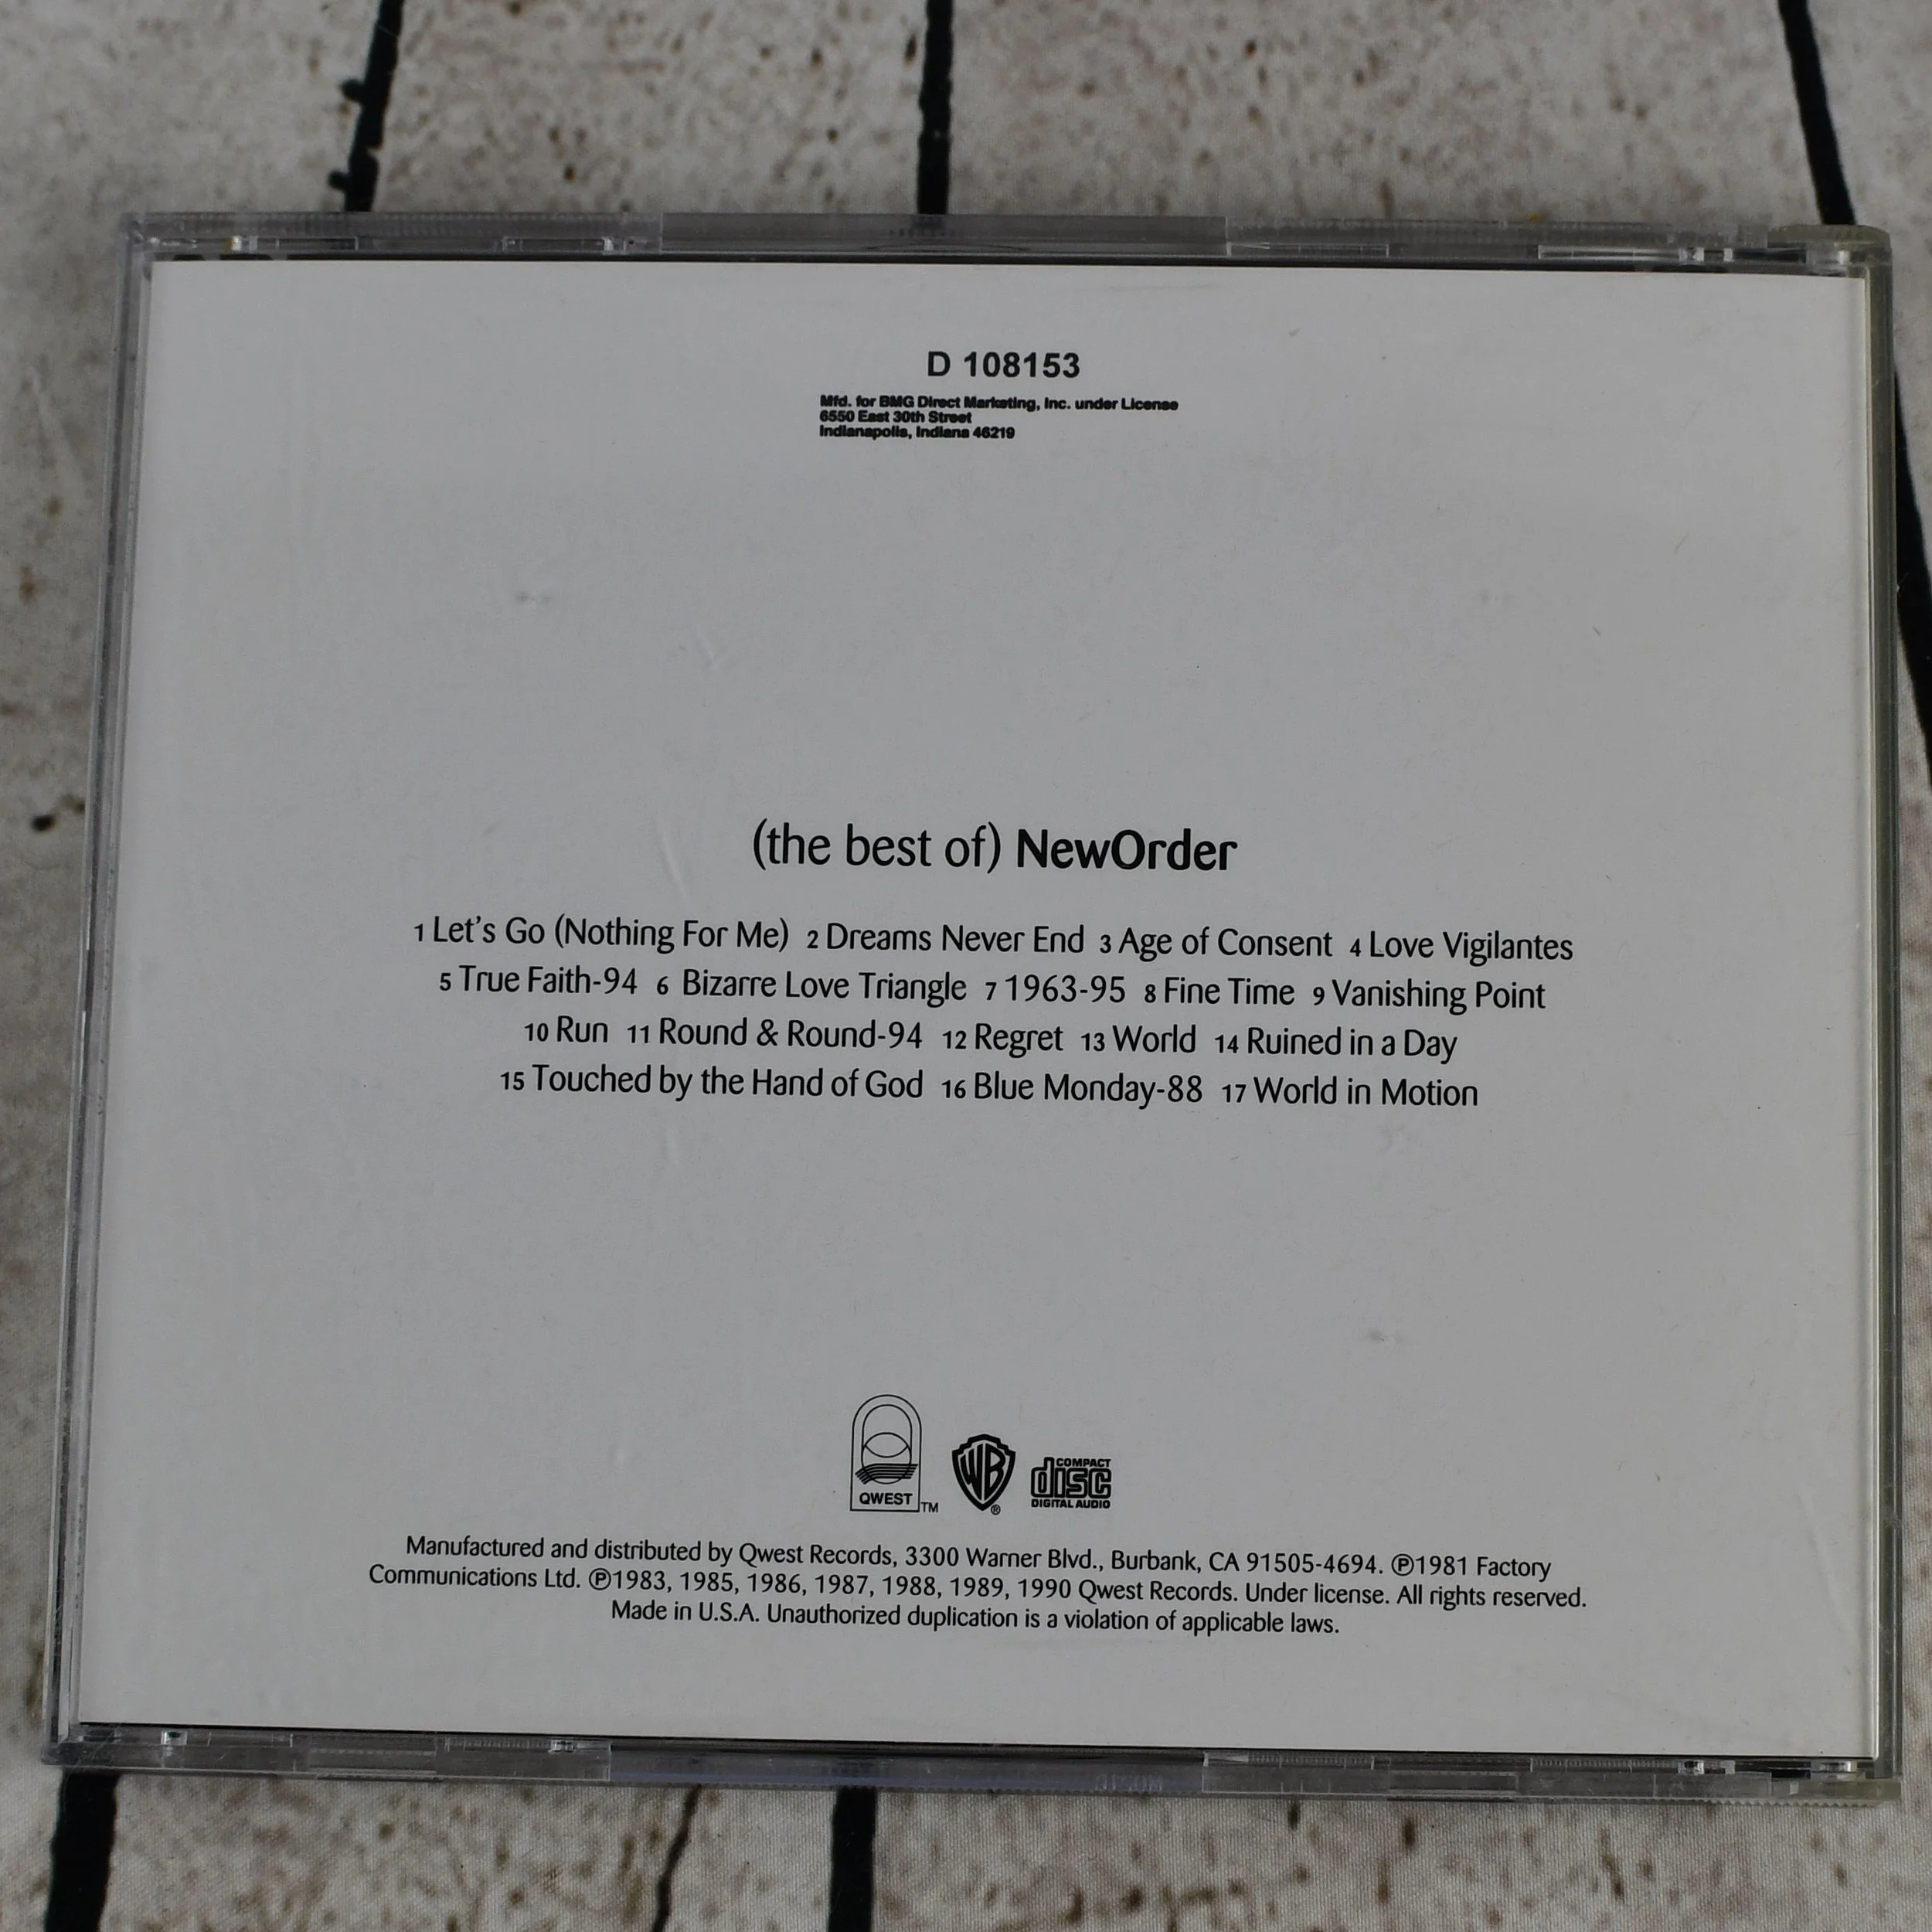 D 108153
Mfd. for BMG Direct Marketing, Inc. under License
6550 East 30th Street
Indianapolis, Indiana 46219
(the best of) NewOrder
1 Let's Go (Nothing For Me) 2 Dreams Never End 3 Age of Consent 4 Love Vigilantes
5 True Faith-94 6 Bizarre Love Triangle 7 1963-95 8 Fine Time 9 Vanishing Point
10 Run 11 Round & Round-94 12 Regret 13 World 14 Ruined in a Day
15 Touched by the Hand of God 16 Blue Monday-88 17 World in Motion
QWEST TM
WB ®
COMPACT
disc
DIGITAL AUDIO
Manufactured and distributed by Qwest Records, 3300 Warner Blvd., Burbank, CA 91505-4694. ℗1981 Factory
Communications Ltd. ℗1983, 1985, 1986, 1987, 1988, 1989, 1990 Qwest Records. Under license. All rights reserved.
Made in U.S.A. Unauthorized duplication is a violation of applicable laws.